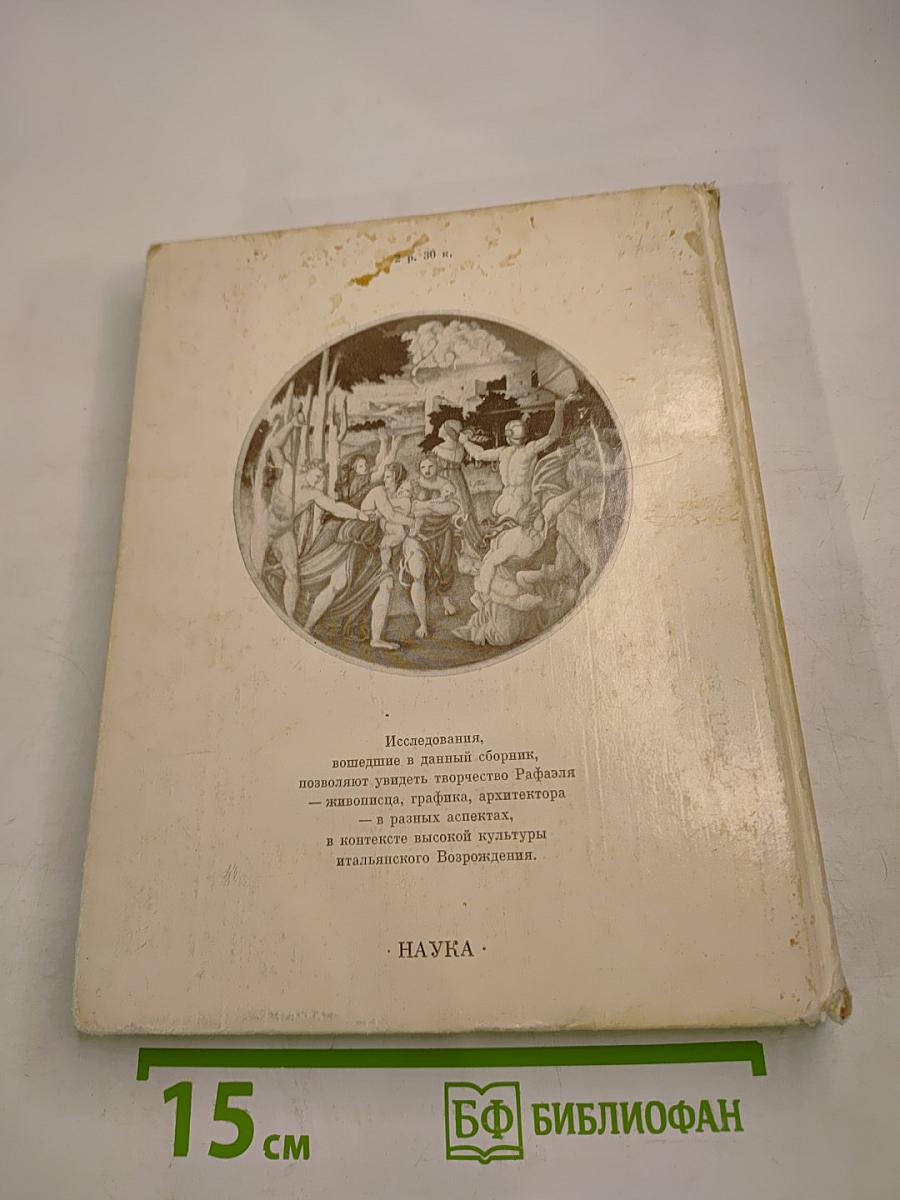 2 р. 30 к.
Исследования,
вошедшие в данный сборник,
позволяют увидеть творчество Рафаэля
— живописца, графика, архитектора
— в разных аспектах,
в контексте высокой культуры
итальянского Возрождения.
· НАУКА ·
15 см
БФ БИБЛИОФАН